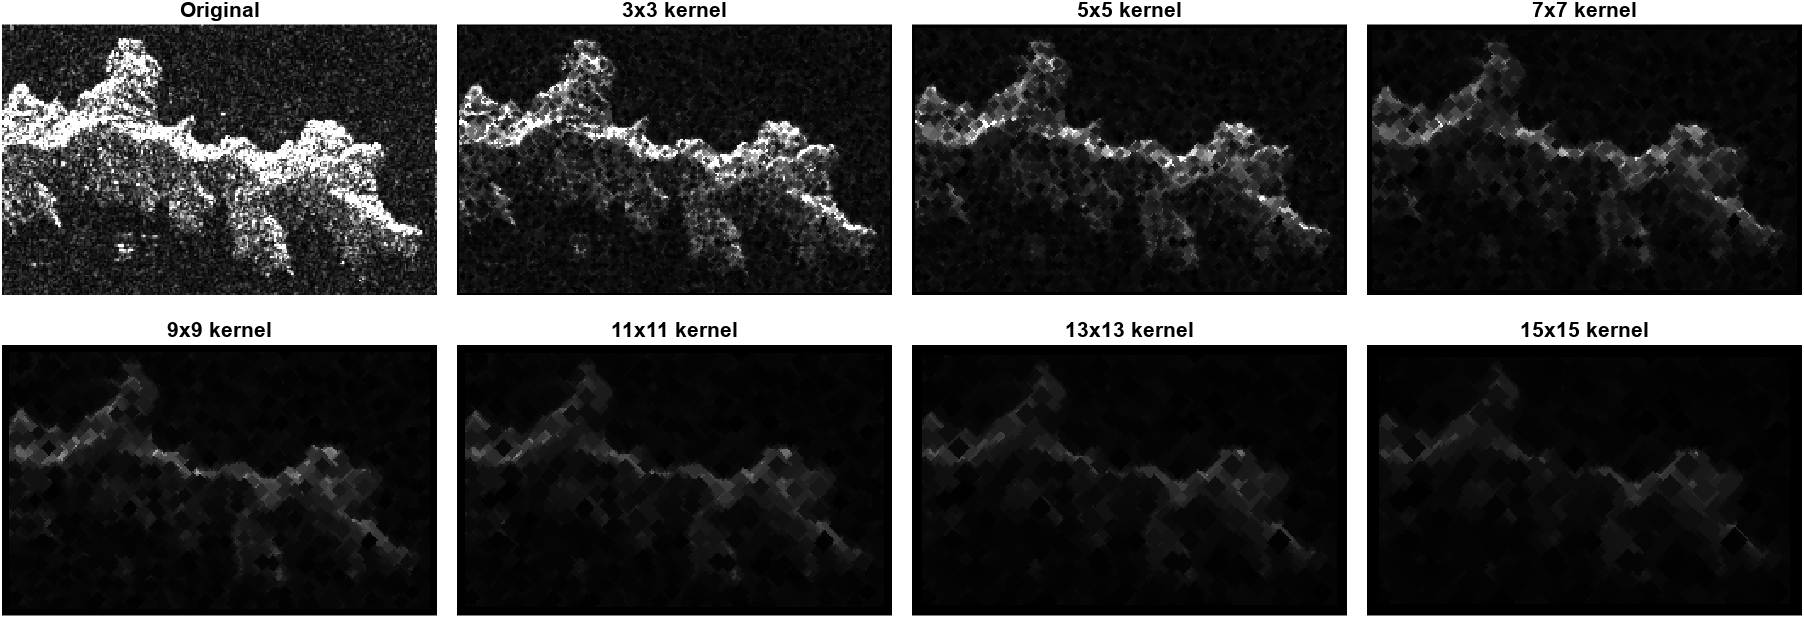 Original
3x3 kernel
5x5 kernel
7x7 kernel
9x9 kernel
11x11 kernel
13x13 kernel
15x15 kernel